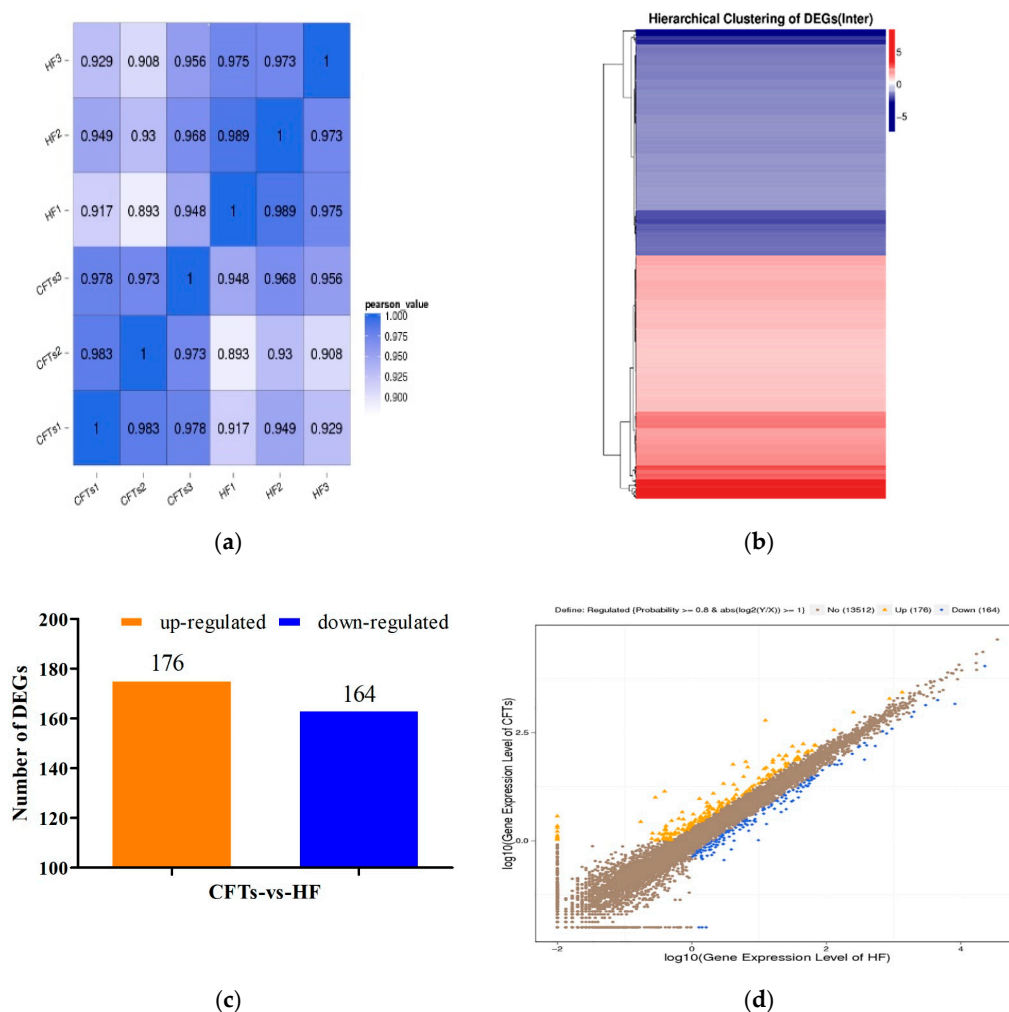 HF3 0.929 0.908 0.956 0.975 0.973 1
HF2 0.949 0.93 0.968 0.989 1 0.973
HF1 0.917 0.893 0.948 1 0.989 0.975
CFTs3 0.978 0.973 1 0.948 0.968 0.956
CFTs2 0.983 1 0.973 0.893 0.93 0.908
CFTs1 1 0.983 0.978 0.917 0.949 0.929
CFTs1 CFTs2 CFTs3 HF1 HF2 HF3
pearson_value
1.000
0.975
0.950
0.925
0.900
(a)
Hierarchical Clustering of DEGs(Inter)
5
0
-5
(b)
up-regulated down-regulated
Number of DEGs
200
180
160
140
120
100
176
164
CFTs-vs-HF
(c)
Define: Regulated {Probability >= 0.8 & abs(log2(Y/X)) >= 1} No (13512) Up (176) Down (164)
log10(Gene Expression Level of CFTs)
2.5
0.0
-2 0 2 4
log10(Gene Expression Level of HF)
(d)